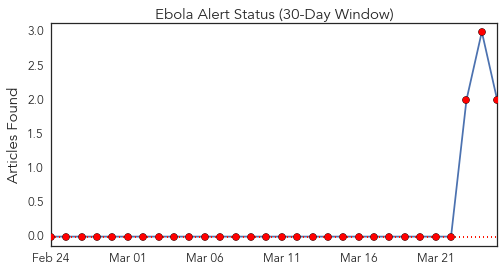 Ebola Alert Status (30-Day Window)
Articles Found
3.0
2.5
2.0
1.5
1.0
0.5
0.0
Feb 24 Mar 01 Mar 06 Mar 11 Mar 16 Mar 21